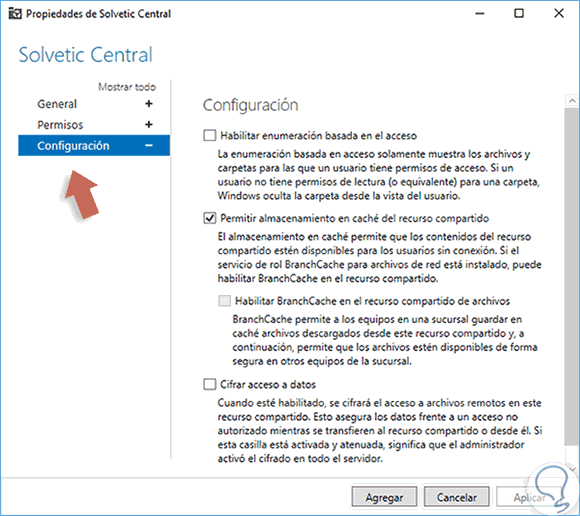 Propiedades de Solvetic Central
Solvetic Central
Mostrar todo
General +
Permisos +
Configuración –
Configuración
Habilitar enumeración basada en el acceso
La enumeración basada en acceso solamente muestra los archivos y
carpetas para las que un usuario tiene permisos de acceso. Si un
usuario no tiene permisos de lectura (o equivalente) para una carpeta,
Windows oculta la carpeta desde la vista del usuario.
Permitir almacenamiento en caché del recurso compartido
El almacenamiento en caché permite que los contenidos del recurso
compartido estén disponibles para los usuarios sin conexión. Si el
servicio de rol BranchCache para archivos de red está instalado, puede
habilitar BranchCache en el recurso compartido.
Habilitar BranchCache en el recurso compartido de archivos
BranchCache permite a los equipos en una sucursal guardar en
caché archivos descargados desde este recurso compartido y, a
continuación, permite que los archivos estén disponibles de forma
segura en otros equipos de la sucursal.
Cifrar acceso a datos
Cuando esté habilitado, se cifrará el acceso a archivos remotos en este
recurso compartido. Esto asegura los datos frente a un acceso no
autorizado mientras se transfieren al recurso compartido o desde él. Si
esta casilla está activada y atenuada, significa que el administrador
activó el cifrado en todo el servidor.
Agregar
Cancelar
Aplicar